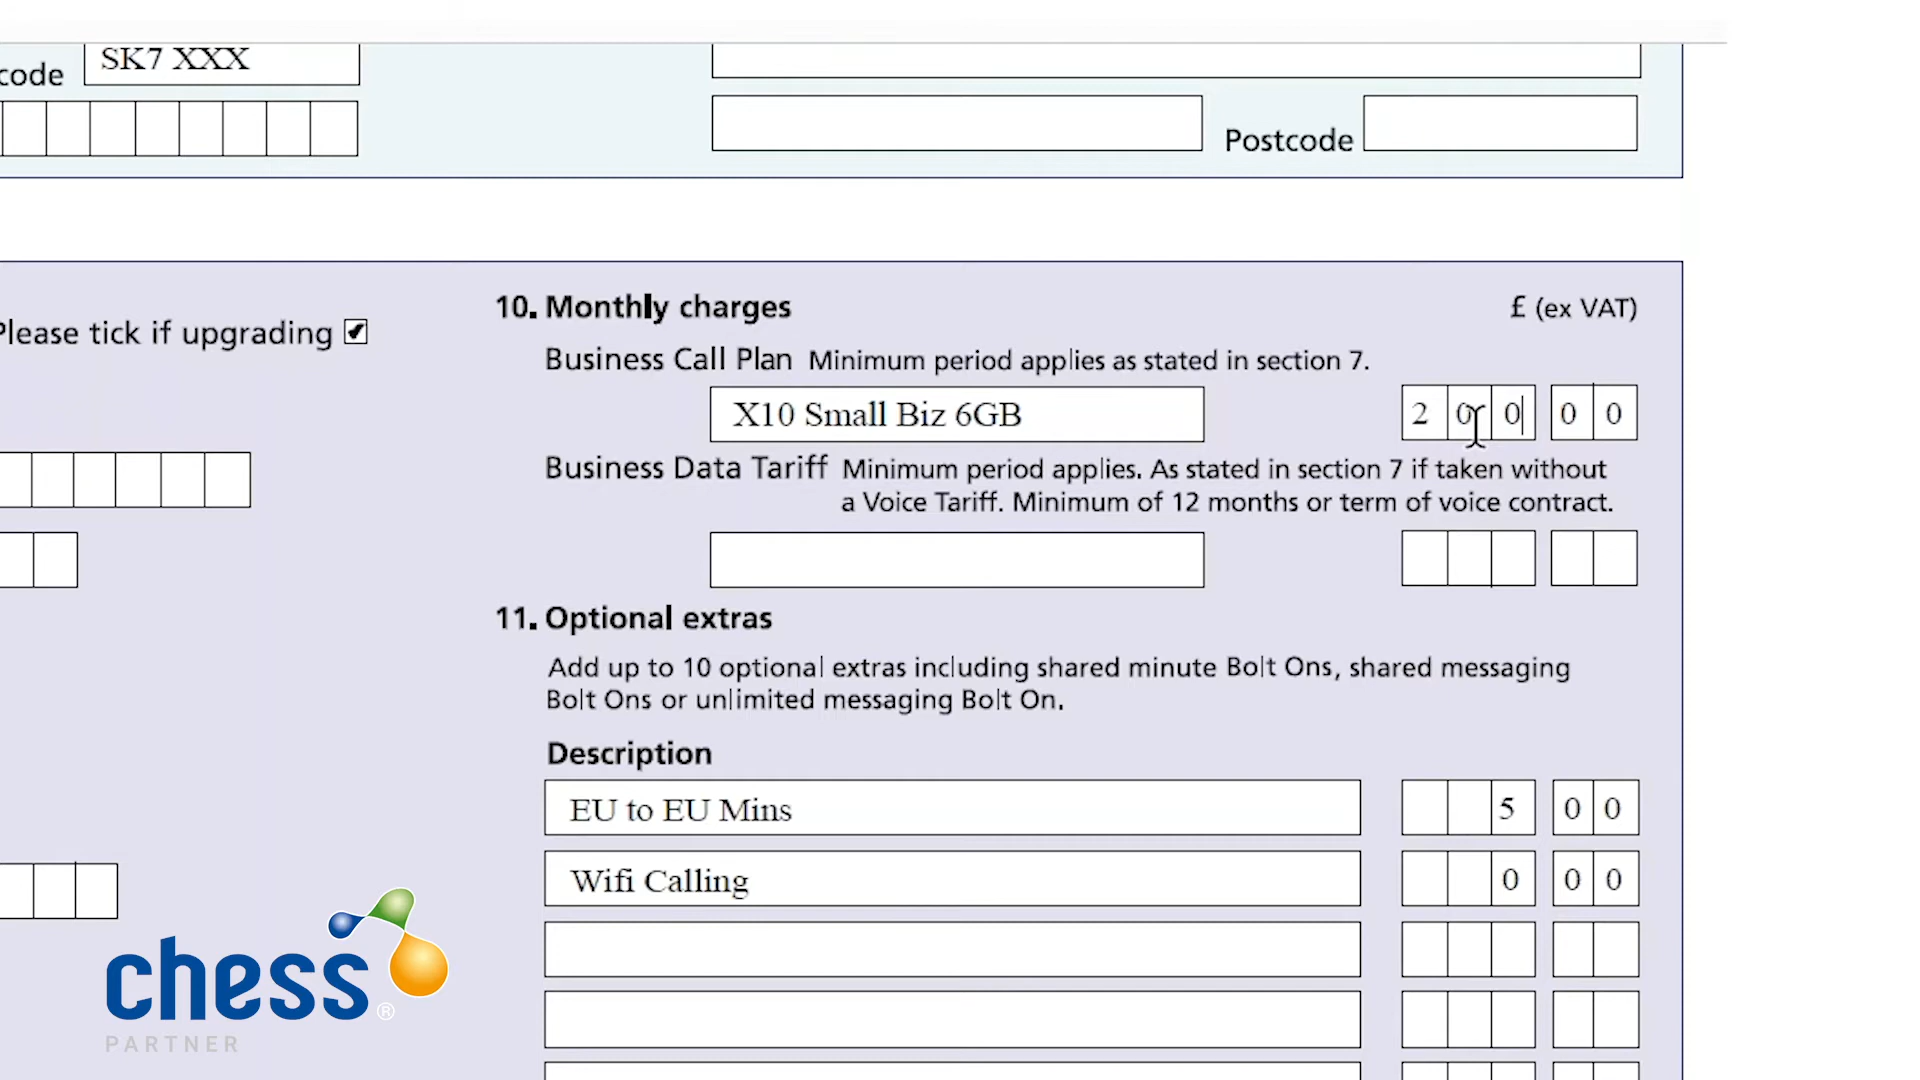 code SK7 XXX
Postcode
Please tick if upgrading
10. Monthly charges £ (ex VAT)
Business Call Plan Minimum period applies as stated in section 7.
X10 Small Biz 6GB 2 0 0 0 0
Business Data Tariff Minimum period applies. As stated in section 7 if taken without
a Voice Tariff. Minimum of 12 months or term of voice contract.
11. Optional extras
Add up to 10 optional extras including shared minute Bolt Ons, shared messaging
Bolt Ons or unlimited messaging Bolt On.
Description
EU to EU Mins 5 0 0
Wifi Calling 0 0 0
chess®
PARTNER